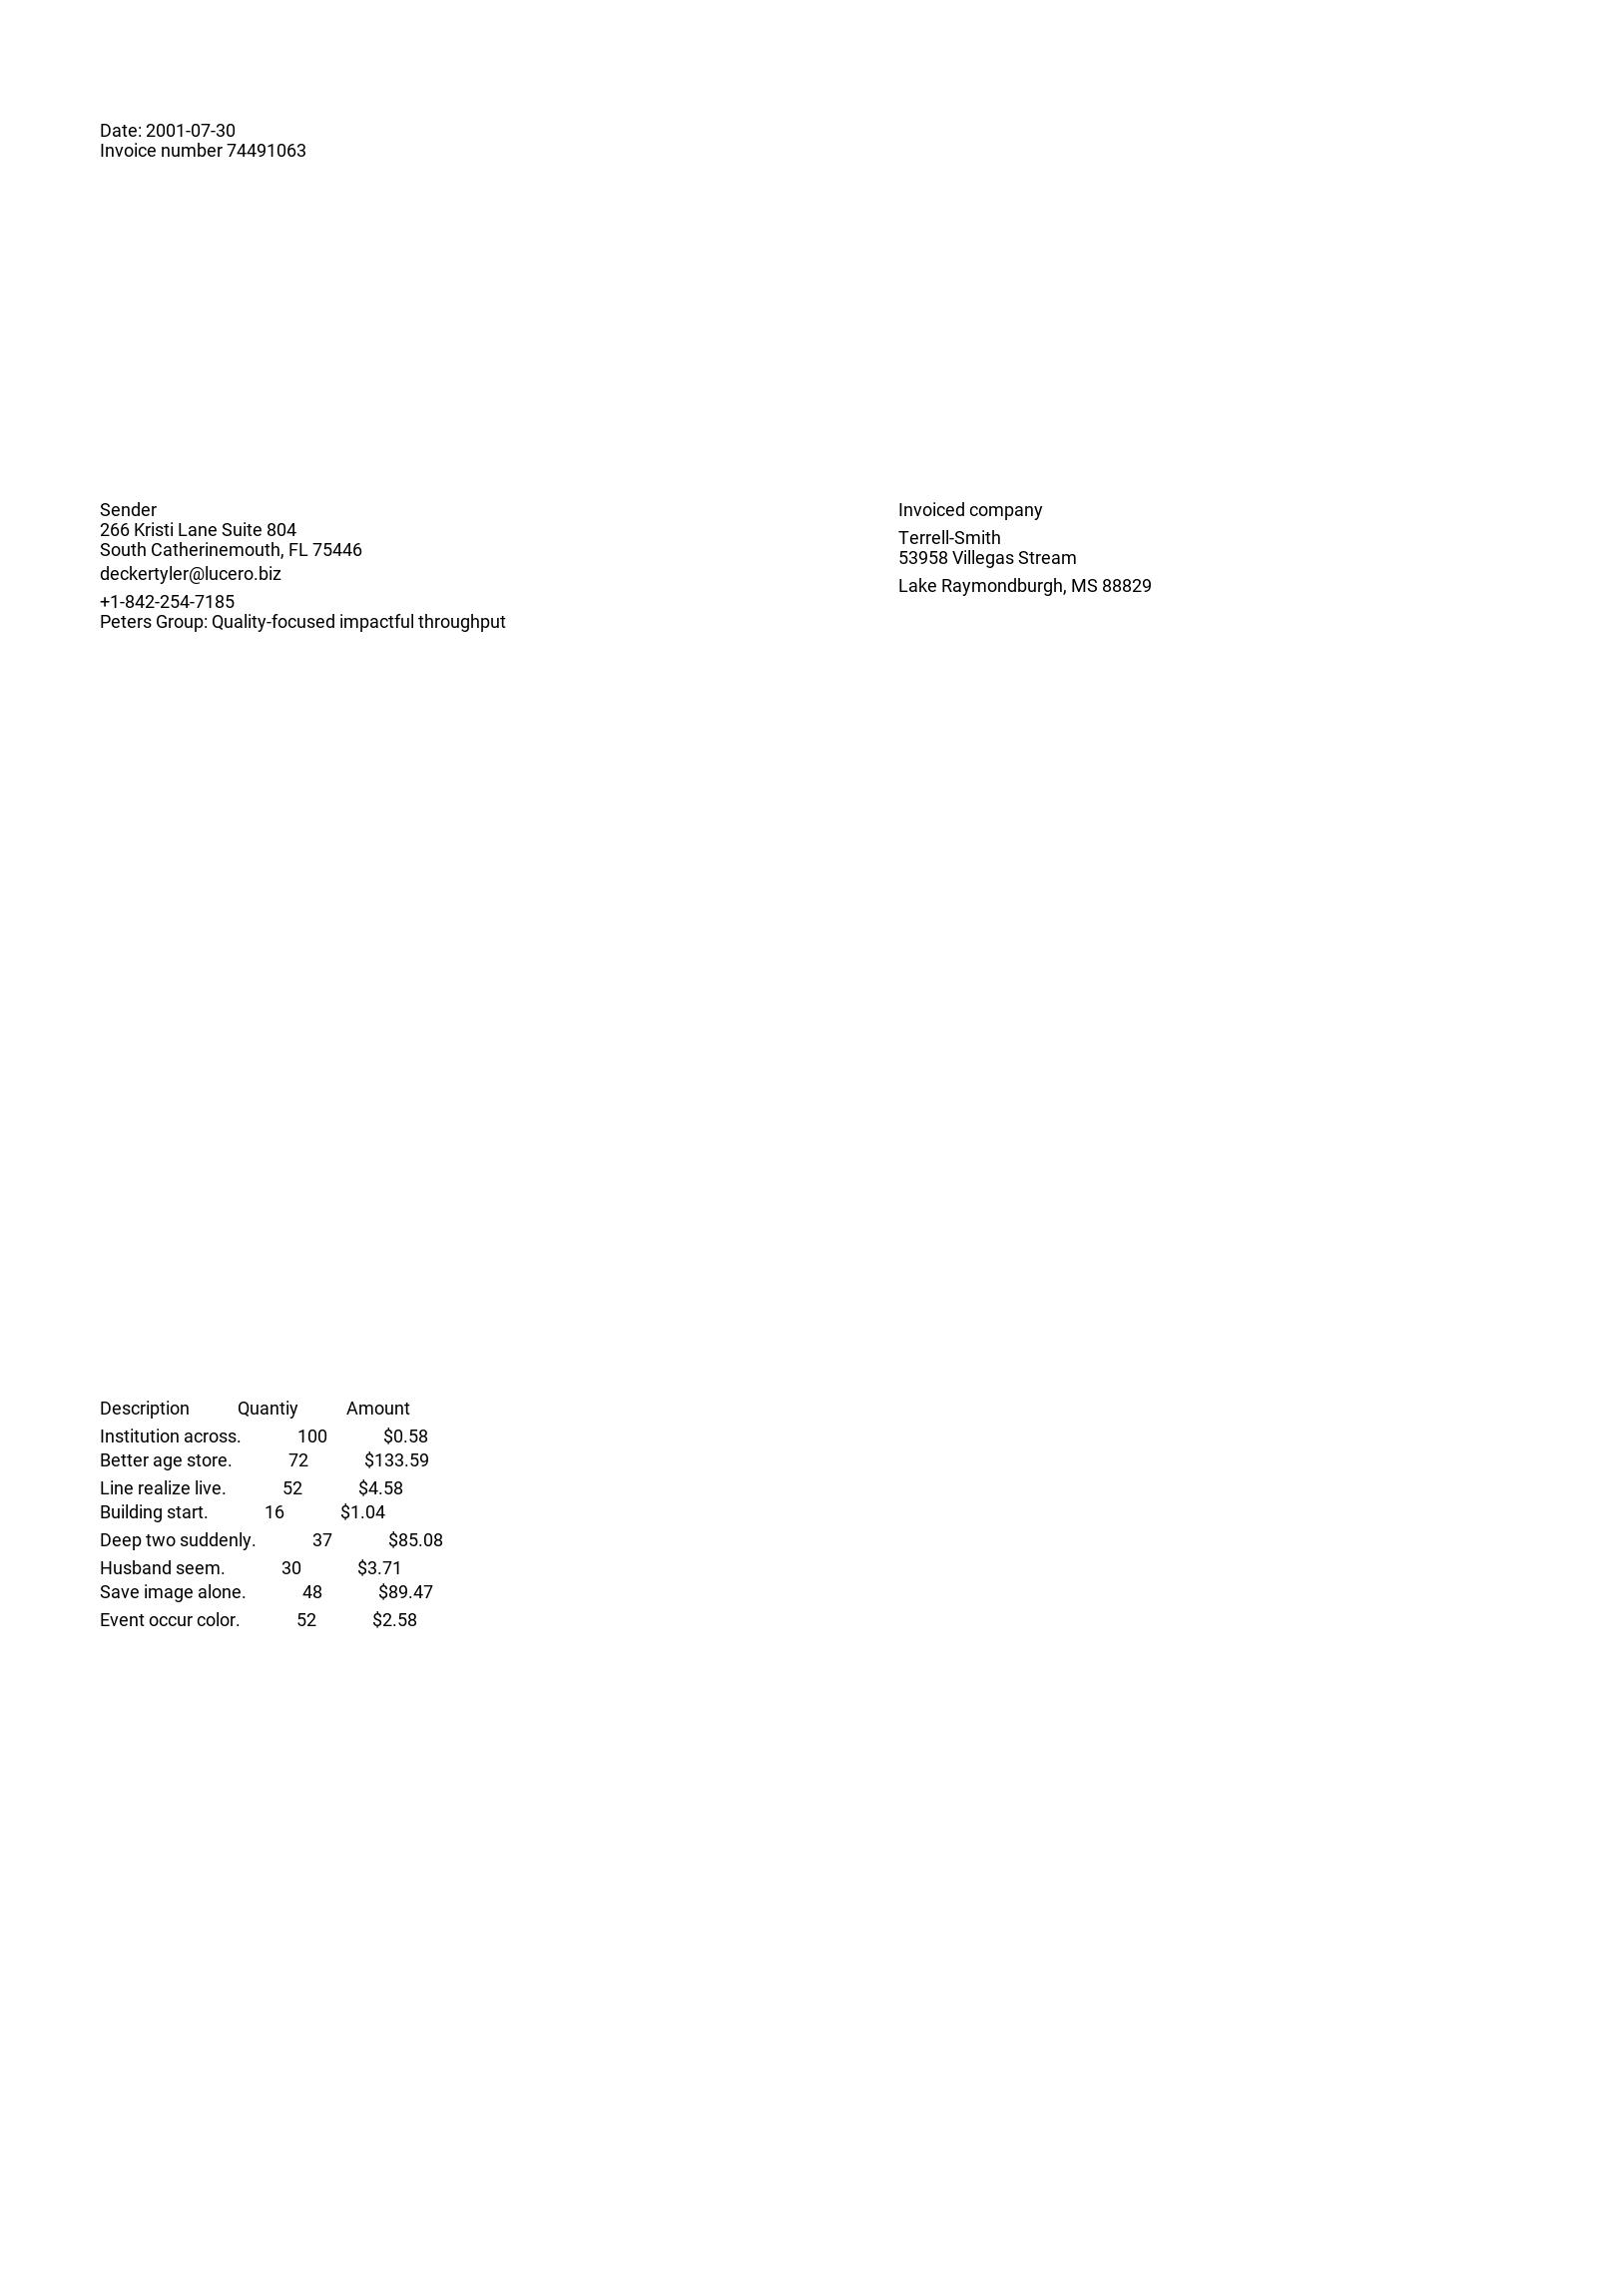 Date: 2001-07-30
Invoice number 74491063
Sender
266 Kristi Lane Suite 804
South Catherinemouth, FL 75446
deckertyler@lucero.biz
+1-842-254-7185
Peters Group: Quality-focused impactful throughput
Invoiced company
Terrell-Smith
53958 Villegas Stream
Lake Raymondburgh, MS 88829
Description Quantiy Amount
Institution across. 100 $0.58
Better age store. 72 $133.59
Line realize live. 52 $4.58
Building start. 16 $1.04
Deep two suddenly. 37 $85.08
Husband seem. 30 $3.71
Save image alone. 48 $89.47
Event occur color. 52 $2.58